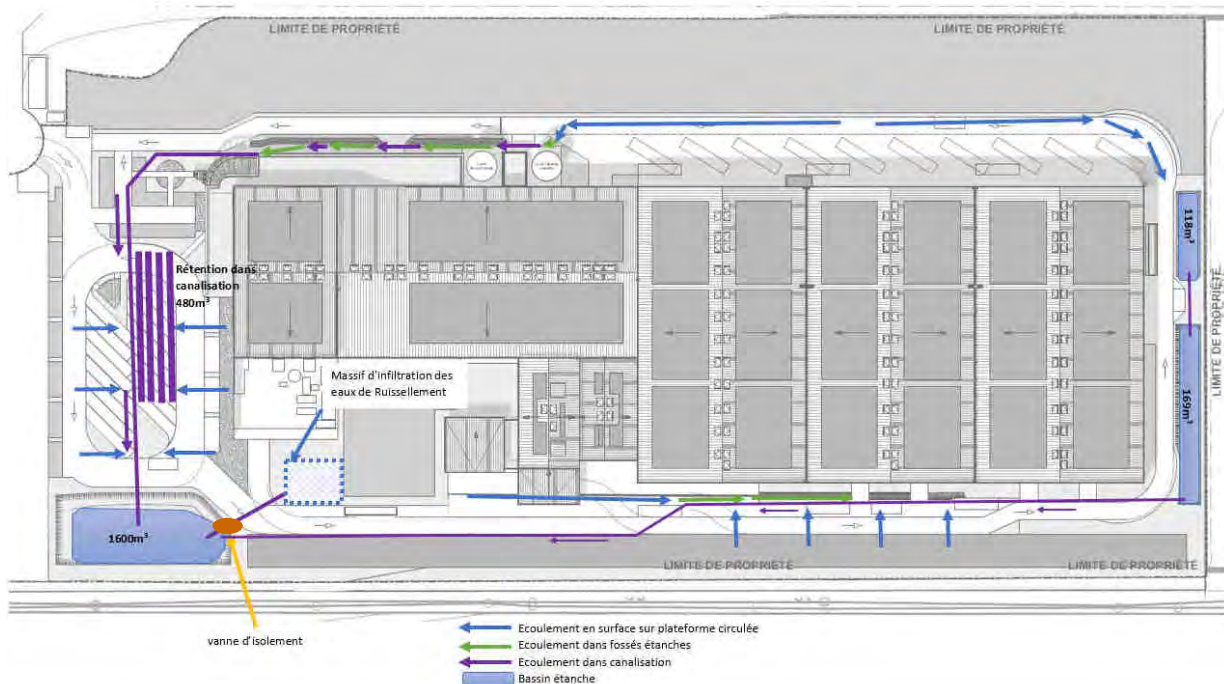 LIMITE DE PROPRIÉTÉ
LIMITE DE PROPRIÉTÉ
118m³
Rétention dans
canalisation
480m³
LIMITE DE PROPRIÉTÉ
169m³
Massif d'infiltration des
eaux de Ruissellement
1600m³
LIMITE DE PROPRIÉTÉ
LIMITE DE PROPRIÉTÉ
vanne d'isolement
Ecoulement en surface sur plateforme circulée
Ecoulement dans fossés étanches
Ecoulement dans canalisation
Bassin étanche